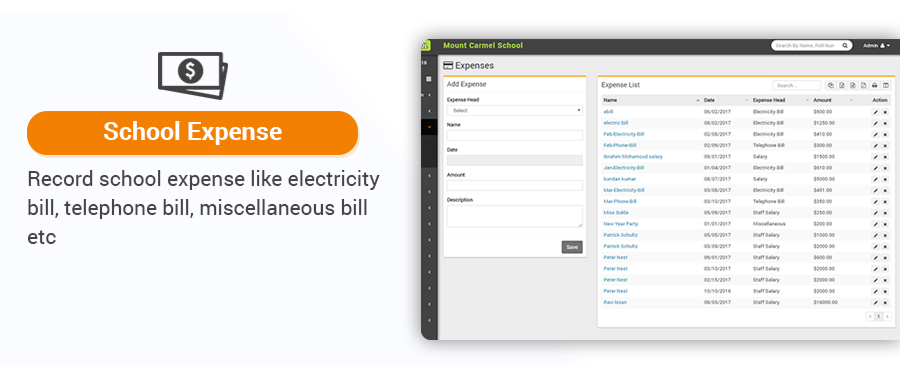 School Expense
Record school expense like electricity
bill, telephone bill, miscellaneous bill
etc
Mount Carmel School
Search By Name, Roll Num
Admin
Expenses
Add Expense
Expense Head
Select
Name
Date
Amount
Description
Save
Expense List
Search...
Name Date Expense Head Amount Action
ebill 06/02/2017 Electricity Bill $500.00
electric bill 06/02/2017 Electricity Bill $1250.00
Feb-Electricity-Bill 02/08/2017 Electricity Bill $410.00
Feb-Phone-Bill 02/09/2017 Telephone Bill $300.00
Ibrahim Mohamoud salary 09/01/2017 Salary $1500.00
Jan-Electricity-Bill 01/04/2017 Electricity Bill $610.00
kundan kumar 06/07/2017 Salary $5000.00
Mar-Electricity-Bill 03/08/2017 Electricity Bill $451.00
Mar-Phone-Bill 03/10/2017 Telephone Bill $350.00
Miss Suida 05/09/2017 Staff Salary $250.00
New Year Party 01/01/2017 Miscellaneous $200.00
Patrick Schultz 05/05/2017 Staff Salary $1000.00
Patrick Schultz 03/09/2017 Staff Salary $2000.00
Peter Nest 09/01/2017 Staff Salary $600.00
Peter Nest 03/10/2017 Staff Salary $2000.00
Peter Nest 02/15/2017 Staff Salary $2000.00
Peter Nest 10/10/2016 Staff Salary $2000.00
Ravi kisan 08/03/2017 Staff Salary $16000.00
1